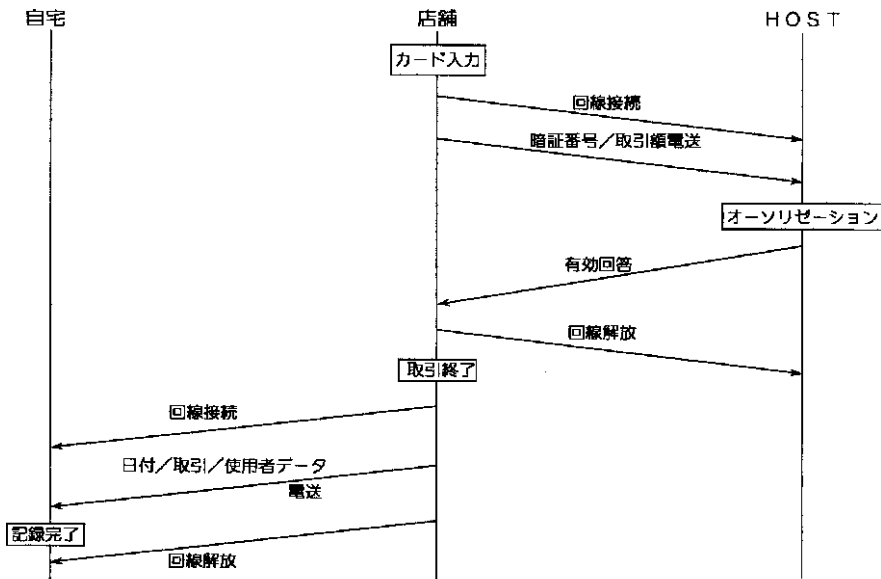 自宅
店舗
HOST
カード入力
回線接続
暗証番号／取引額電送
オーソリゼーション
有効回答
回線解放
取引終了
回線接続
日付／取引／使用者データ
電送
記録完了
回線解放